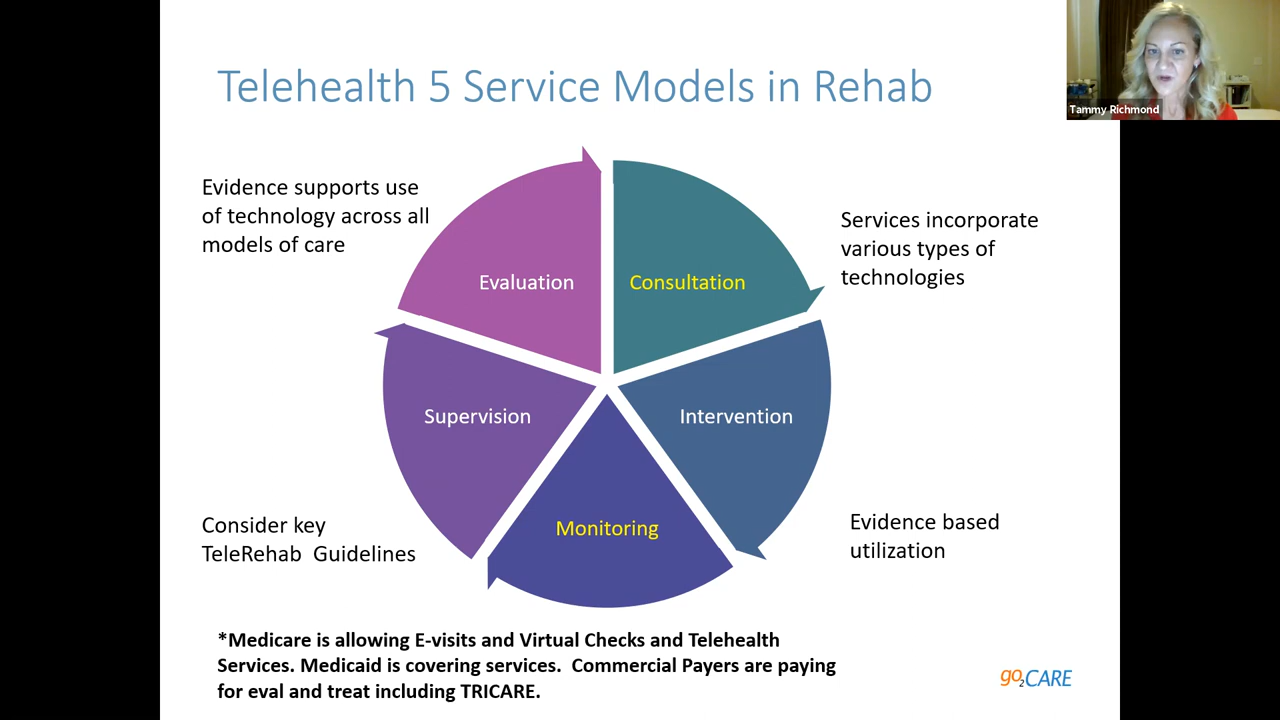 Telehealth 5 Service Models in Rehab
Tammy Richmond
Evidence supports use
of technology across all
models of care
Services incorporate
various types of
technologies
Evaluation
Consultation
Supervision
Intervention
Monitoring
Consider key
TeleRehab  Guidelines
Evidence based
utilization
*Medicare is allowing E-visits and Virtual Checks and Telehealth
Services. Medicaid is covering services.  Commercial Payers are paying
for eval and treat including TRICARE.
go2CARE